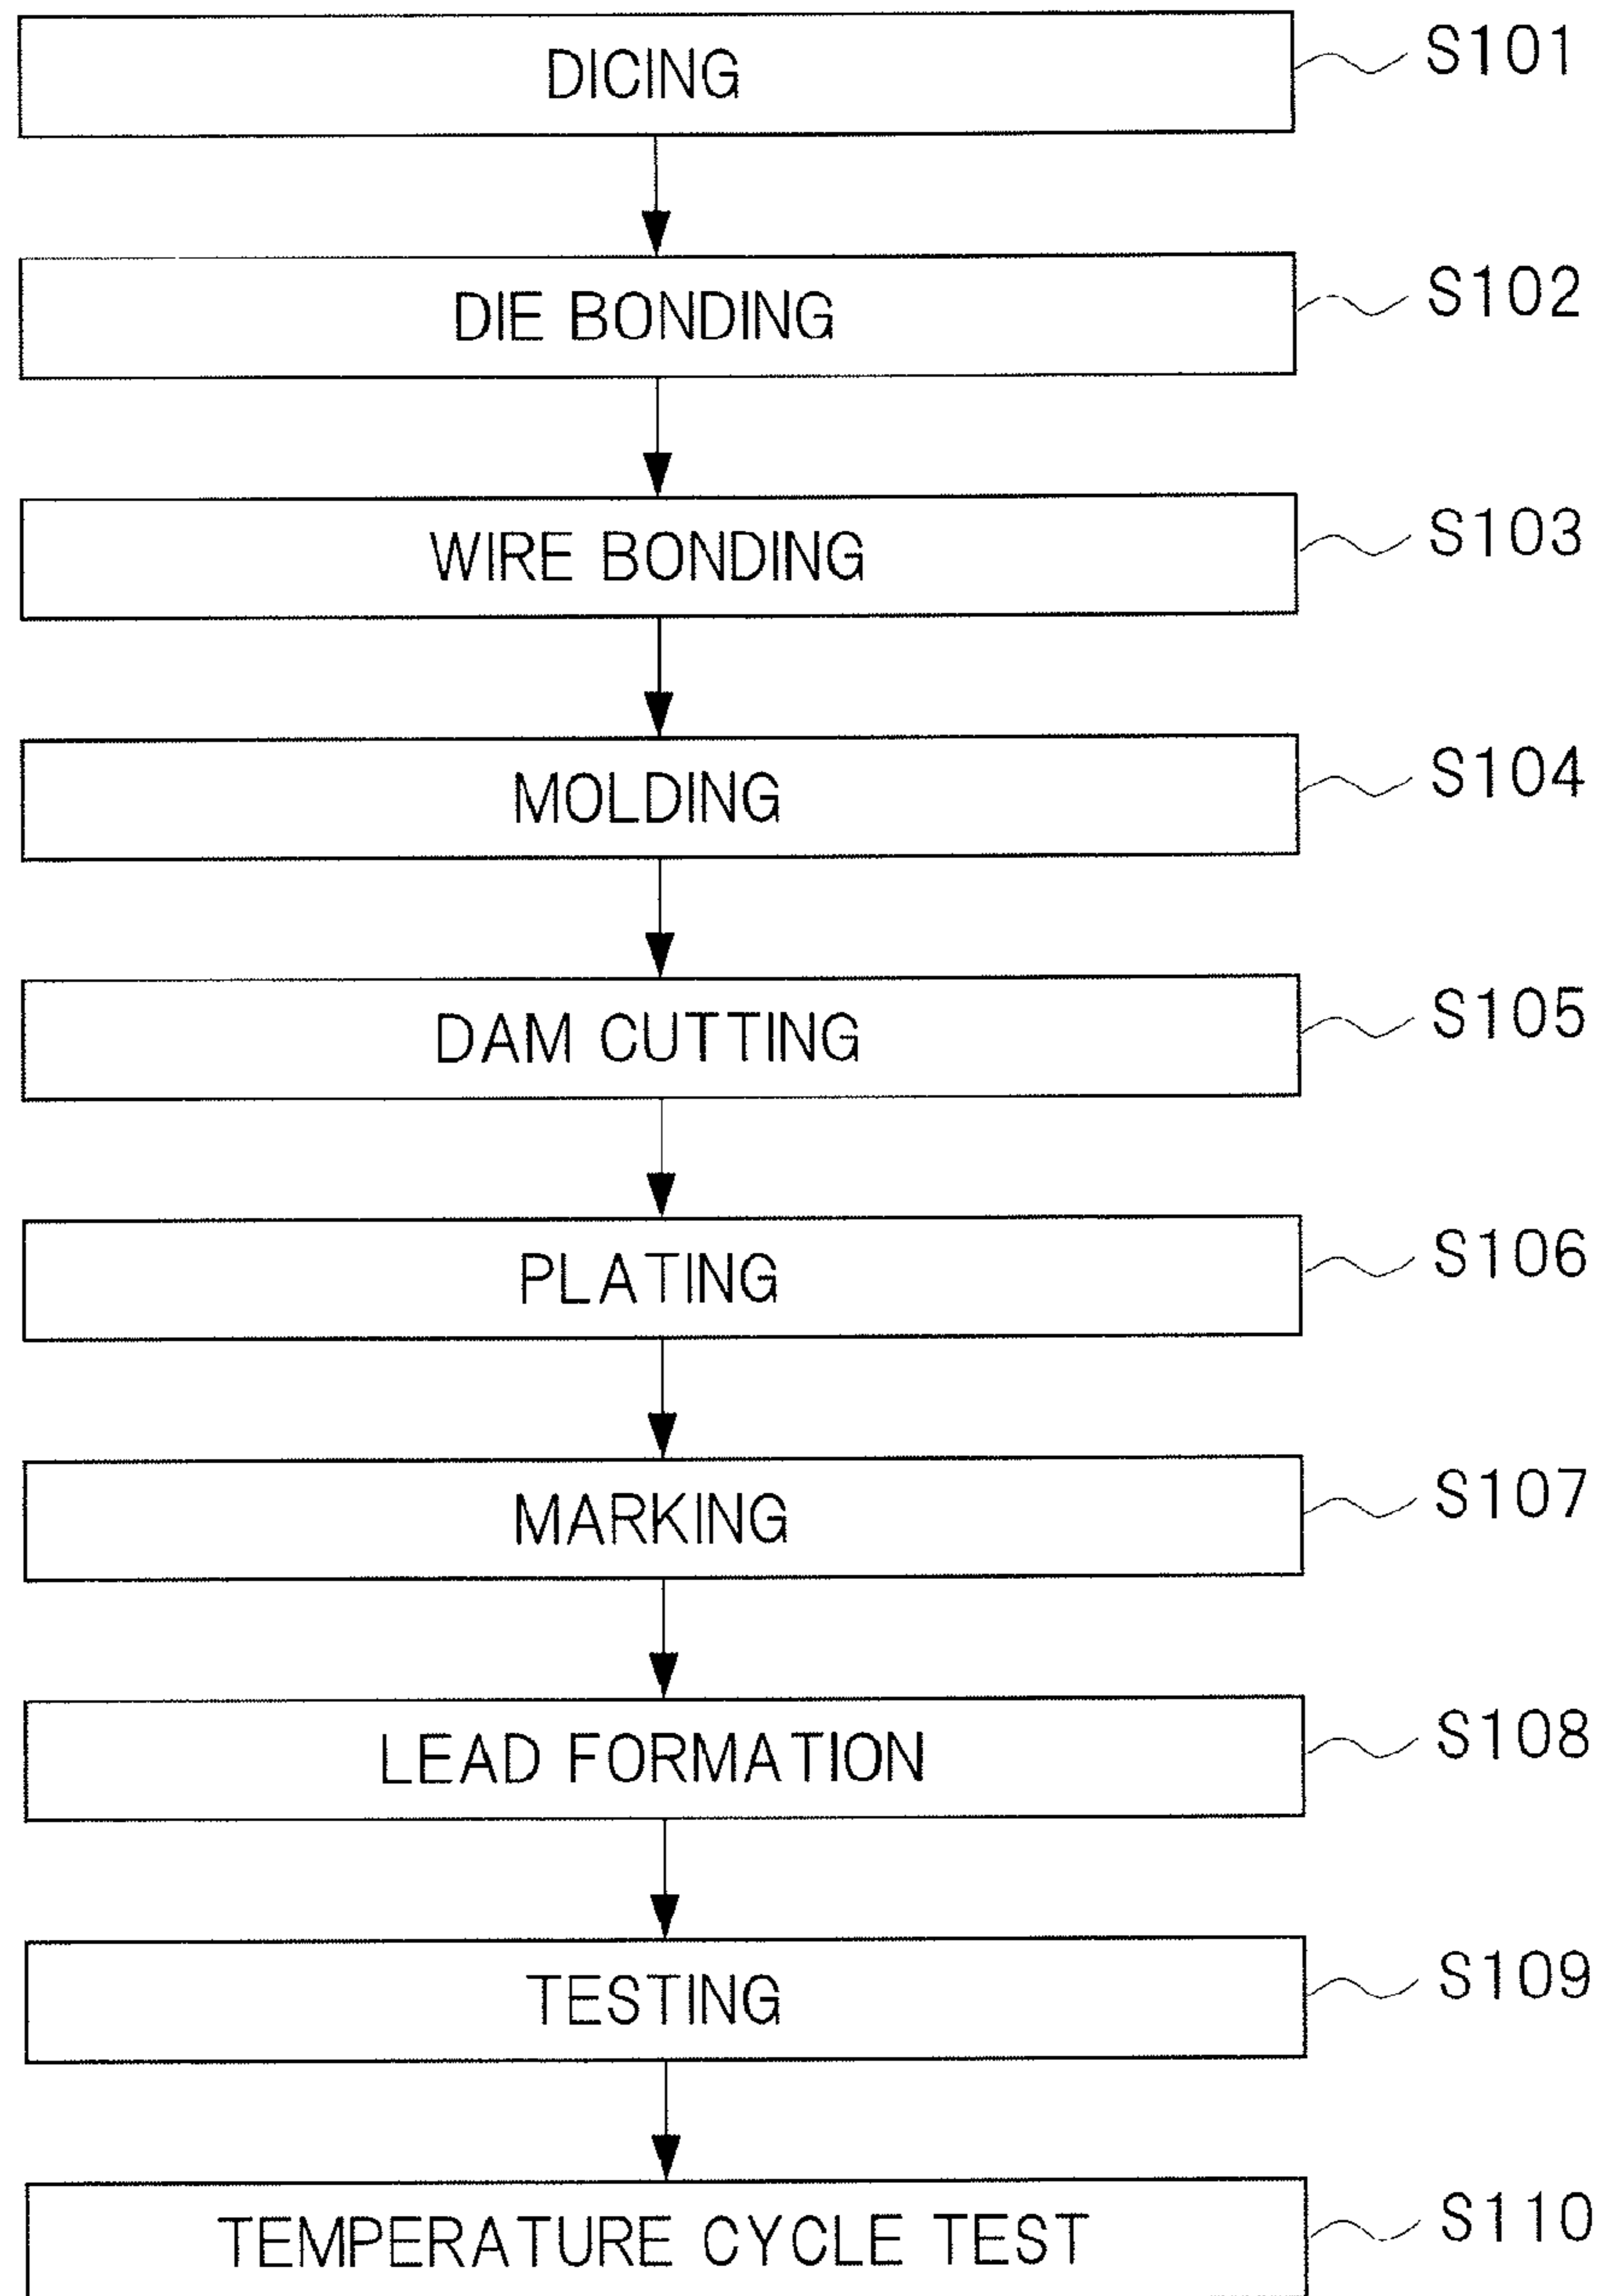 DICING S101
DIE BONDING S102
WIRE BONDING S103
MOLDING S104
DAM CUTTING S105
PLATING S106
MARKING S107
LEAD FORMATION S108
TESTING S109
TEMPERATURE CYCLE TEST S110